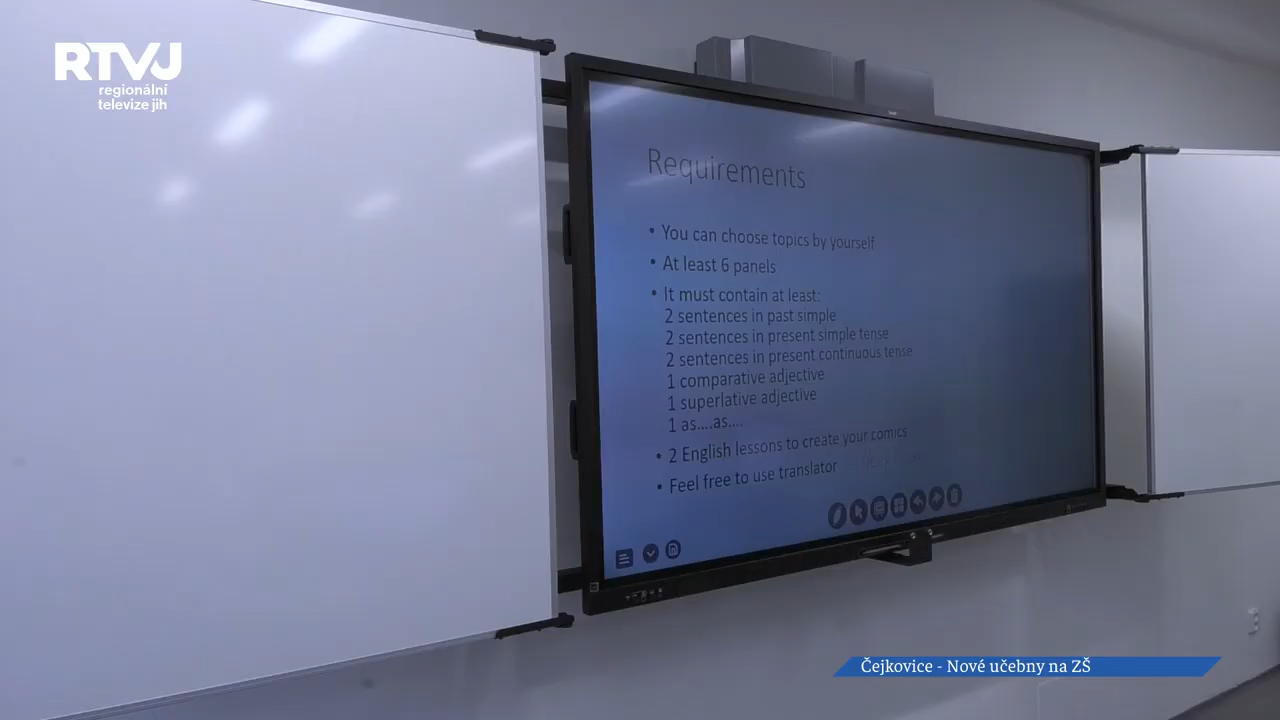 RTVJ
regionální
televize jih
Requirements
• You can choose topics by yourself
• At least 6 panels
• It must contain at least:
2 sentences in past simple
2 sentences in present simple tense
2 sentences in present continuous tense
1 comparative adjective
1 superlative adjective
1 as....as....
• 2 English lessons to create your comics
• Feel free to use translator
Čejkovice - Nové učebny na ZŠ